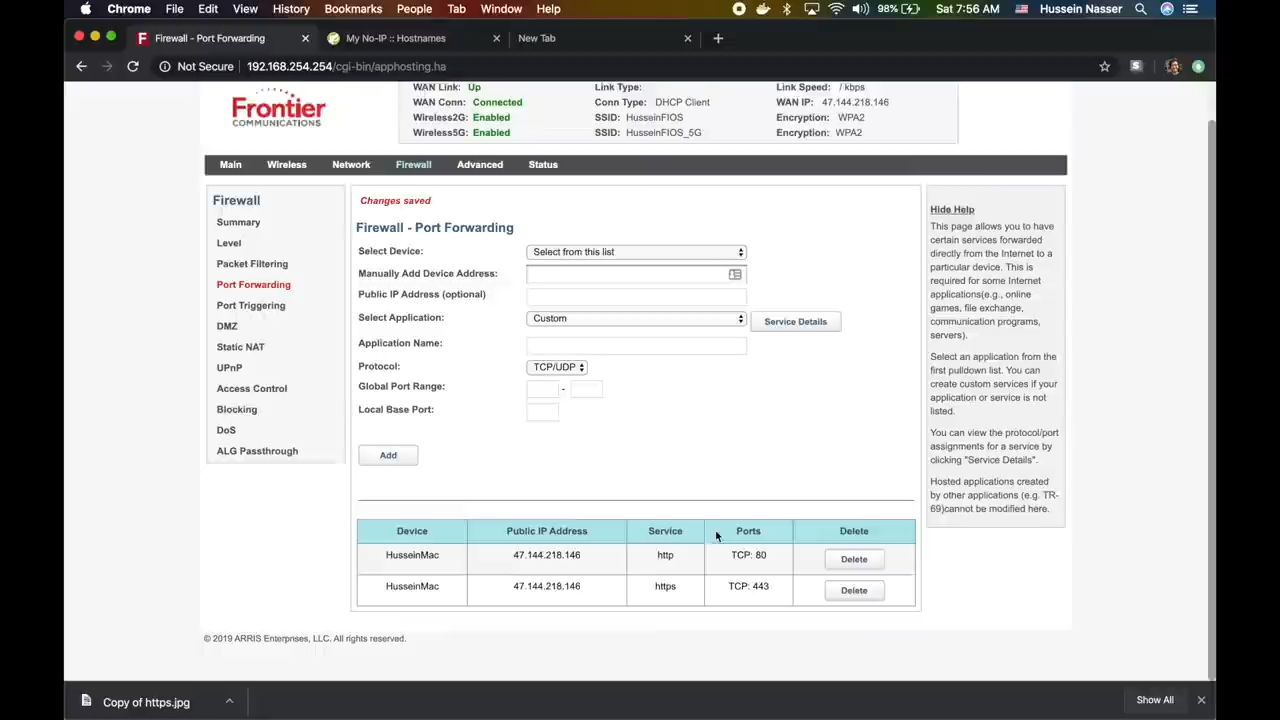 Chrome File Edit View History Bookmarks People Tab Window Help 98% Sat 7:56 AM Hussein Nasser
Firewall - Port Forwarding My No-IP :: Hostnames New Tab
Not Secure 192.168.254.254/cgi-bin/apphosting.ha
WAN Link: Up Link Type: Link Speed: / kbps
WAN Conn: Connected Conn Type: DHCP Client WAN IP: 47.144.218.146
Wireless2G: Enabled SSID: HusseinFIOS Encryption: WPA2
Wireless5G: Enabled SSID: HusseinFIOS_5G Encryption: WPA2
Frontier
COMMUNICATIONS
Main Wireless Network Firewall Advanced Status
Firewall
Summary
Level
Packet Filtering
Port Forwarding
Port Triggering
DMZ
Static NAT
UPnP
Access Control
Blocking
DoS
ALG Passthrough
Changes saved
Firewall - Port Forwarding
Select Device: Select from this list
Manually Add Device Address:
Public IP Address (optional)
Select Application: Custom Service Details
Application Name:
Protocol: TCP/UDP
Global Port Range: -
Local Base Port:
Add
Device Public IP Address Service Ports Delete
HusseinMac 47.144.218.146 http TCP: 80 Delete
HusseinMac 47.144.218.146 https TCP: 443 Delete
Hide Help
This page allows you to have
certain services forwarded
directly from the Internet to a
particular device. This is
required for some Internet
applications(e.g., online
games, file exchange,
communication programs,
servers).
Select an application from the
first pulldown list. You can
create custom services if your
application or service is not
listed.
You can view the protocol/port
assignments for a service by
clicking "Service Details".
Hosted applications created
by other applications (e.g. TR-
69)cannot be modified here.
© 2019 ARRIS Enterprises, LLC. All rights reserved.
Copy of https.jpg Show All